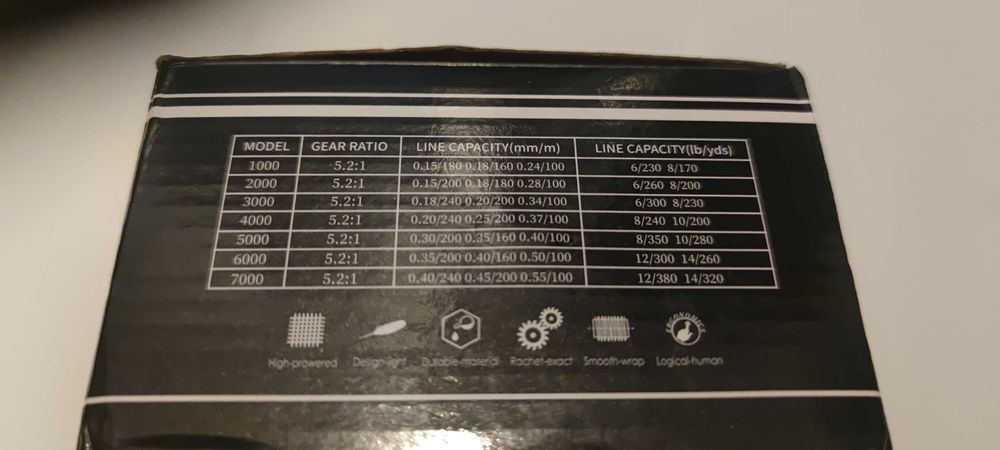 MODEL GEAR RATIO LINE CAPACITY(mm/m) LINE CAPACITY(lb/yds)
1000 5.2:1 0.15/180 0.18/160 0.24/100 6/230 8/170
2000 5.2:1 0.15/200 0.18/180 0.28/100 6/260 8/200
3000 5.2:1 0.18/240 0.20/200 0.34/100 6/300 8/230
4000 5.2:1 0.20/240 0.25/200 0.37/100 8/240 10/200
5000 5.2:1 0.30/200 0.35/160 0.40/100 8/350 10/280
6000 5.2:1 0.35/200 0.40/160 0.50/100 12/300 14/260
7000 5.2:1 0.40/240 0.45/200 0.55/100 12/380 14/320
ERGONOMICS
High-prowered Design-light Durable-material Rachet-exact Smooth-wrap Logical-human